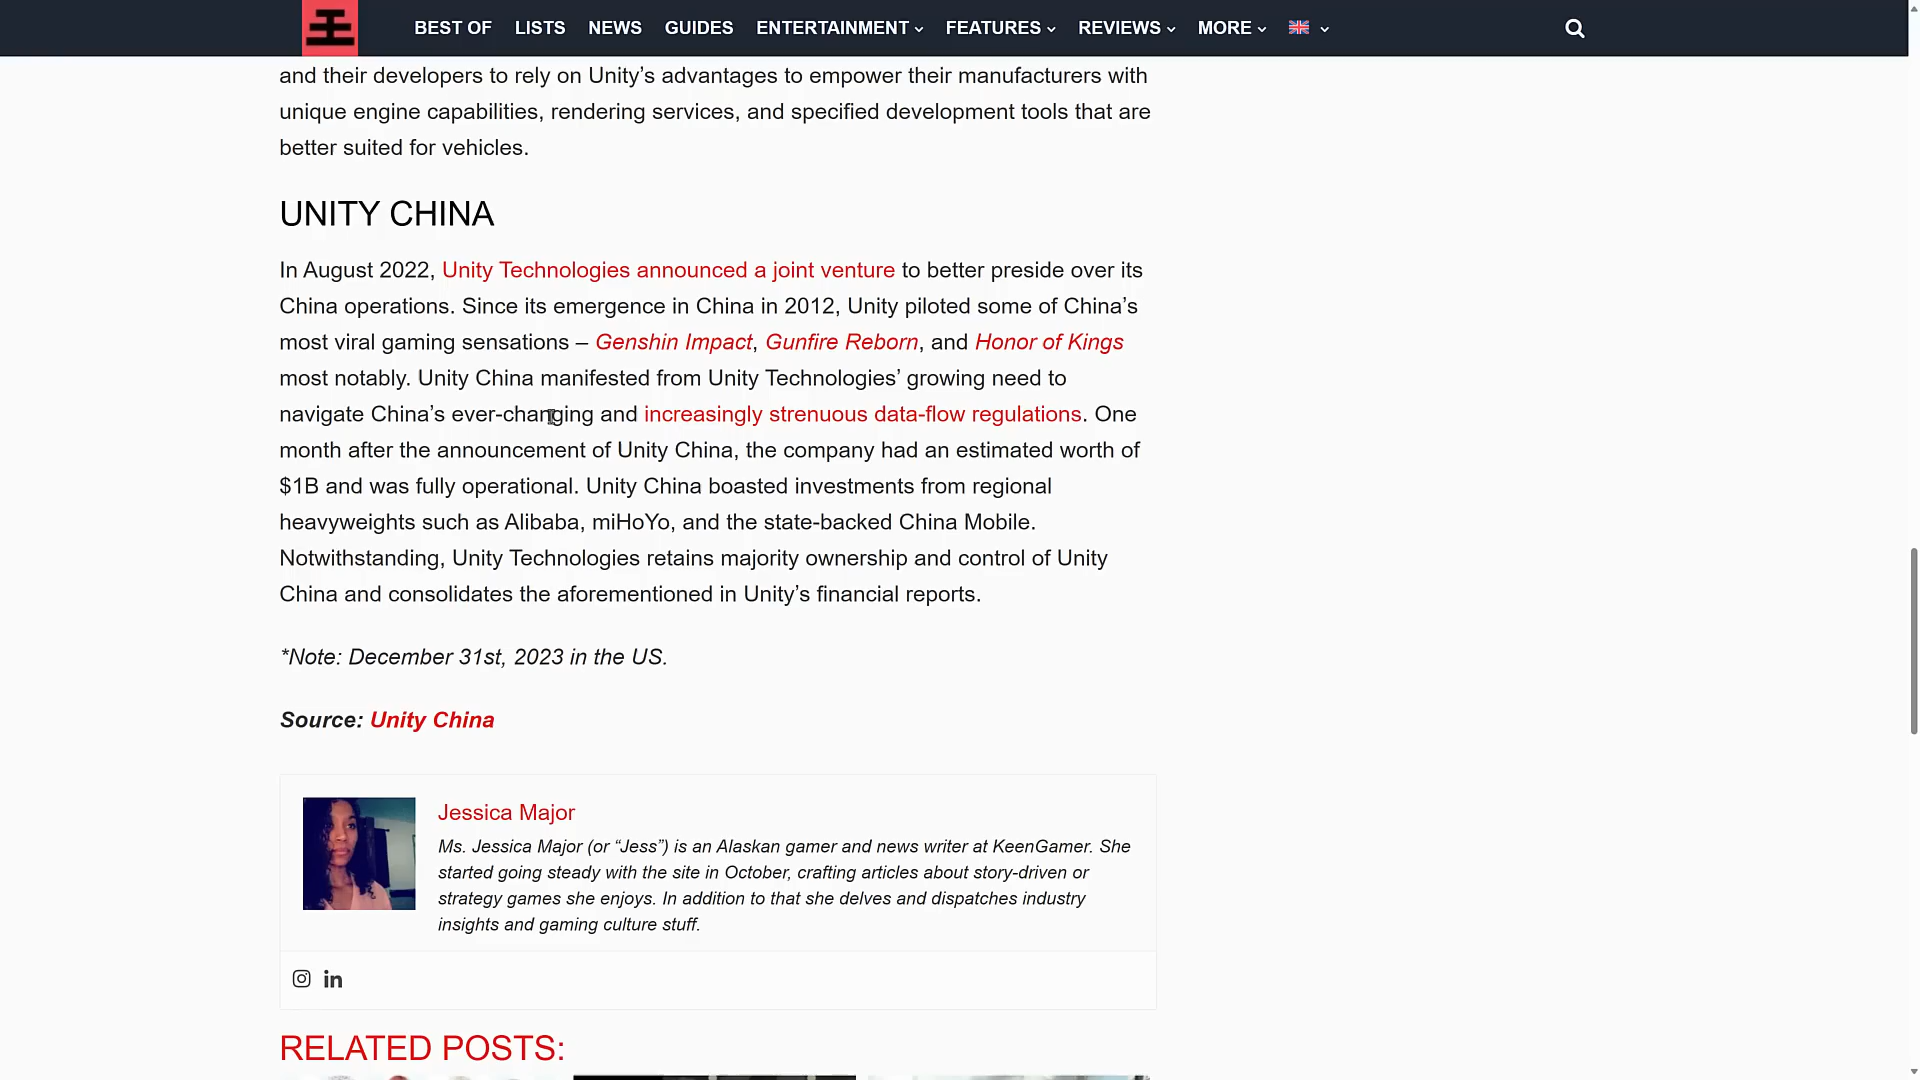 BEST OF LISTS NEWS GUIDES ENTERTAINMENT FEATURES REVIEWS MORE
and their developers to rely on Unity’s advantages to empower their manufacturers with
unique engine capabilities, rendering services, and specified development tools that are
better suited for vehicles.
UNITY CHINA
In August 2022, Unity Technologies announced a joint venture to better preside over its
China operations. Since its emergence in China in 2012, Unity piloted some of China’s
most viral gaming sensations – Genshin Impact, Gunfire Reborn, and Honor of Kings
most notably. Unity China manifested from Unity Technologies’ growing need to
navigate China’s ever-changing and increasingly strenuous data-flow regulations. One
month after the announcement of Unity China, the company had an estimated worth of
$1B and was fully operational. Unity China boasted investments from regional
heavyweights such as Alibaba, miHoYo, and the state-backed China Mobile.
Notwithstanding, Unity Technologies retains majority ownership and control of Unity
China and consolidates the aforementioned in Unity’s financial reports.
*Note: December 31st, 2023 in the US.
Source: Unity China
Jessica Major
Ms. Jessica Major (or “Jess”) is an Alaskan gamer and news writer at KeenGamer. She
started going steady with the site in October, crafting articles about story-driven or
strategy games she enjoys. In addition to that she delves and dispatches industry
insights and gaming culture stuff.
RELATED POSTS: